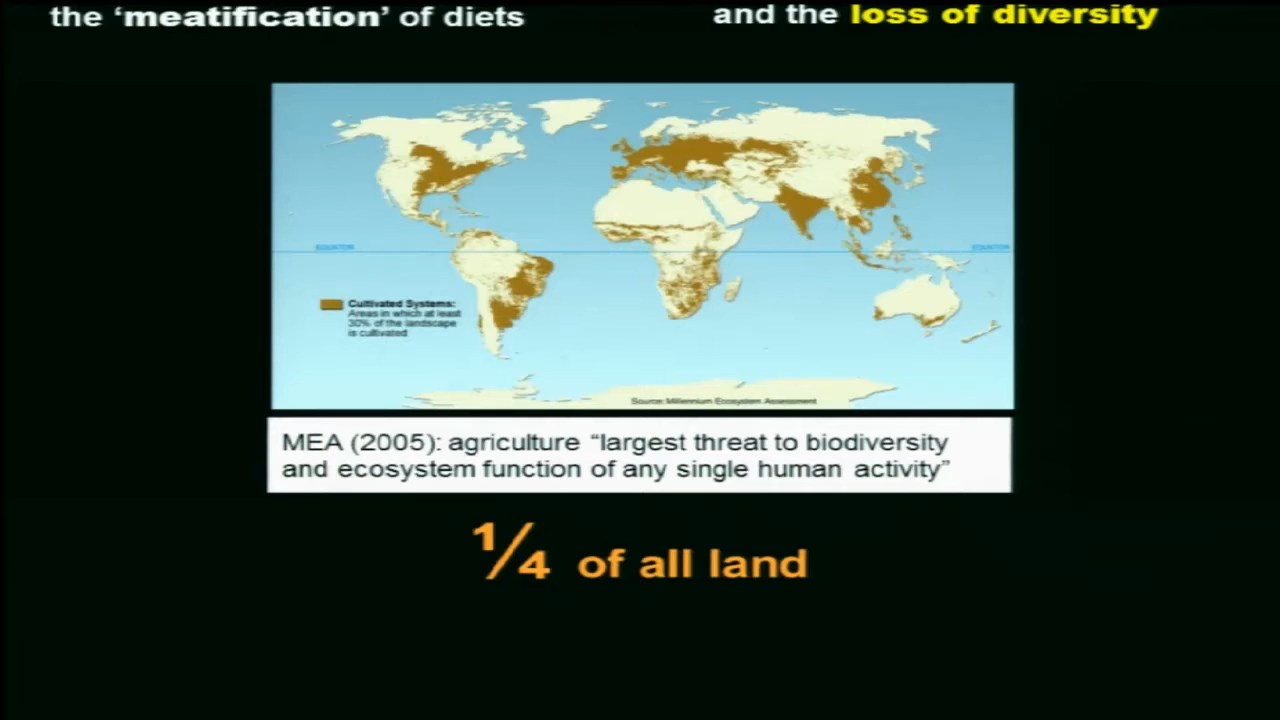 the ‘meatification’ of diets
and the loss of diversity
EQUATOR
EQUATOR
Cultivated Systems:
Areas in which at least
30% of the landscape
is cultivated
Source: Millennium Ecosystem Assessment
MEA (2005): agriculture “largest threat to biodiversity
and ecosystem function of any single human activity”
¼ of all land